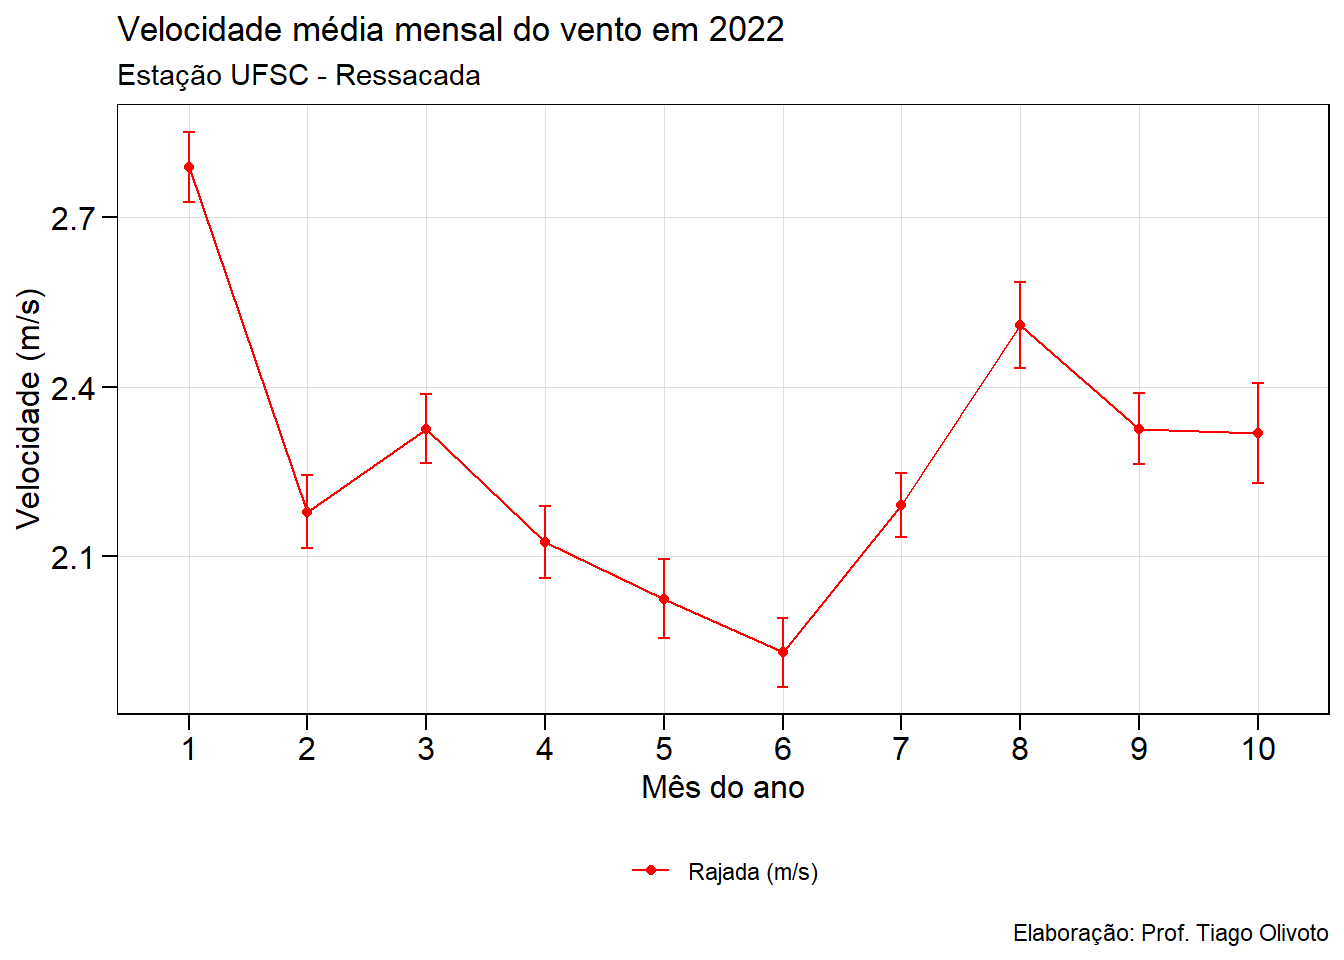 Velocidade média mensal do vento em 2022
Estação UFSC - Ressacada
Velocidade (m/s)
2.7
2.4
2.1
1 2 3 4 5 6 7 8 9 10
Mês do ano
Rajada (m/s)
Elaboração: Prof. Tiago Olivoto